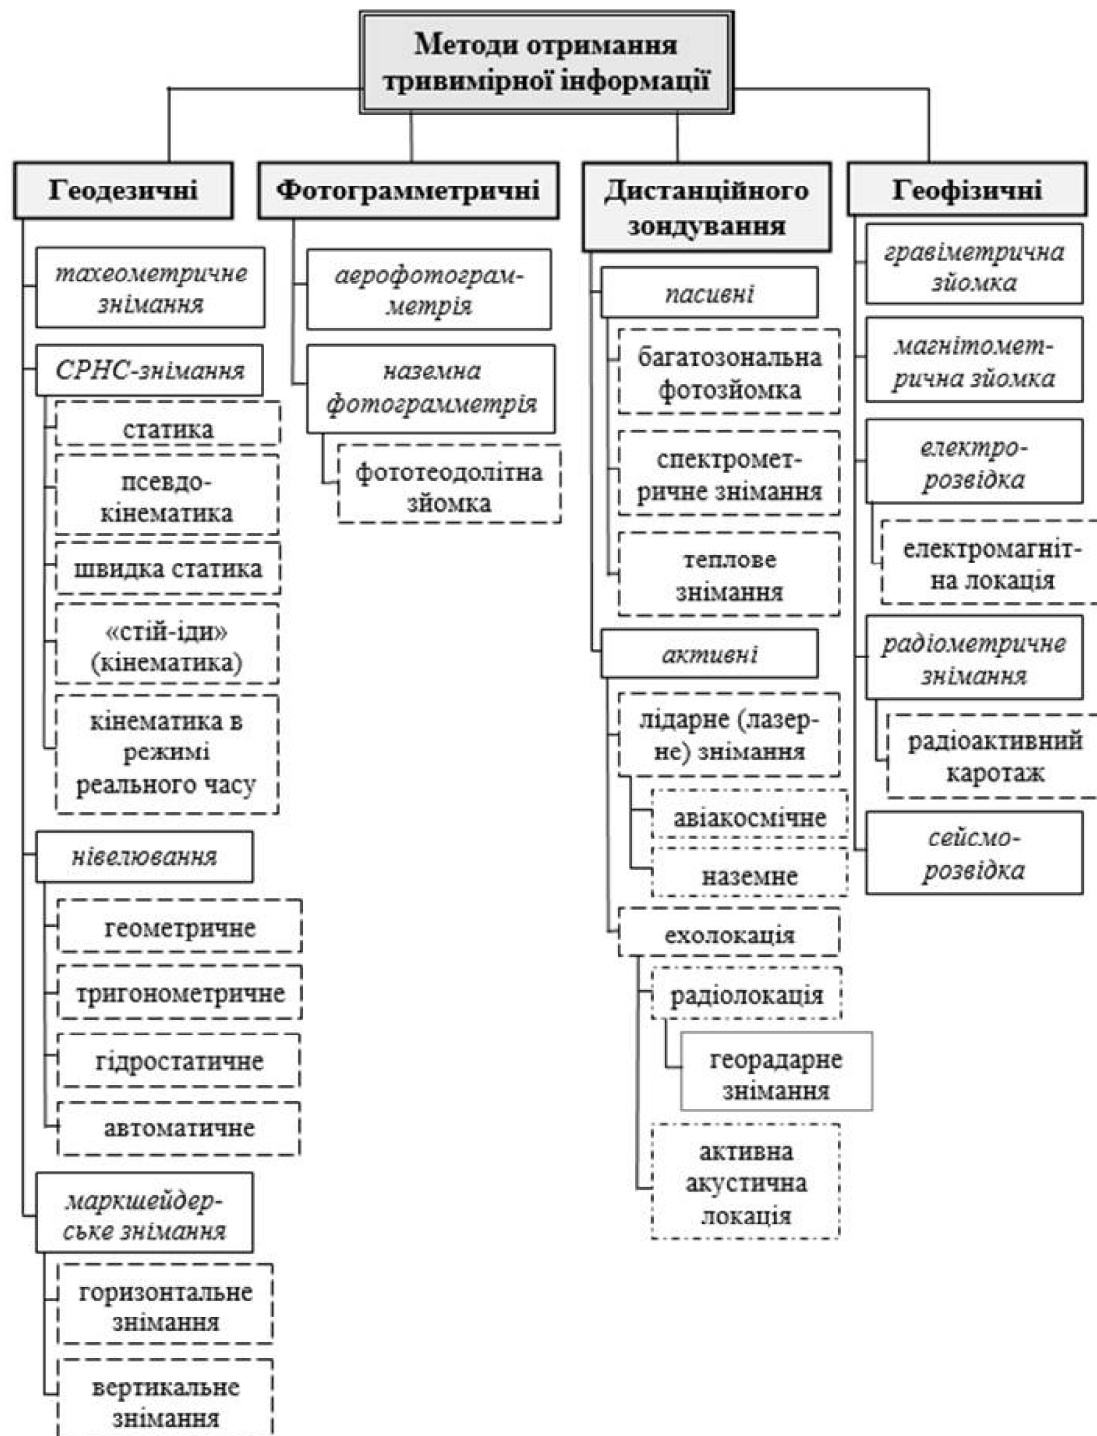 Методи отримання
тривимірної інформації
Геодезичні
тахеометричне
знімання
СРНС-знімання
статика
псевдо-
кінематика
швидка статика
«стій-іди»
(кінематика)
кінематика в
режимі
реального часу
нівелювання
геометричне
тригонометричне
гідростатичне
автоматичне
маркшейдер-
ське знімання
горизонтальне
знімання
вертикальне
знімання
Фотограмметричні
аерофотограм-
метрія
наземна
фотограмметрія
фототеодолітна
зйомка
Дистанційного
зондування
пасивні
багатозональна
фотозйомка
спектромет-
ричне знімання
теплове
знімання
активні
лідарне (лазер-
не) знімання
авіакосмічне
наземне
ехолокація
радіолокація
георадарне
знімання
активна
акустична
локація
Геофізичні
гравіметрична
зйомка
магнітомет-
рична зйомка
електро-
розвідка
електромагніт-
на локація
радіометричне
знімання
радіоактивний
каротаж
сейсмо-
розвідка